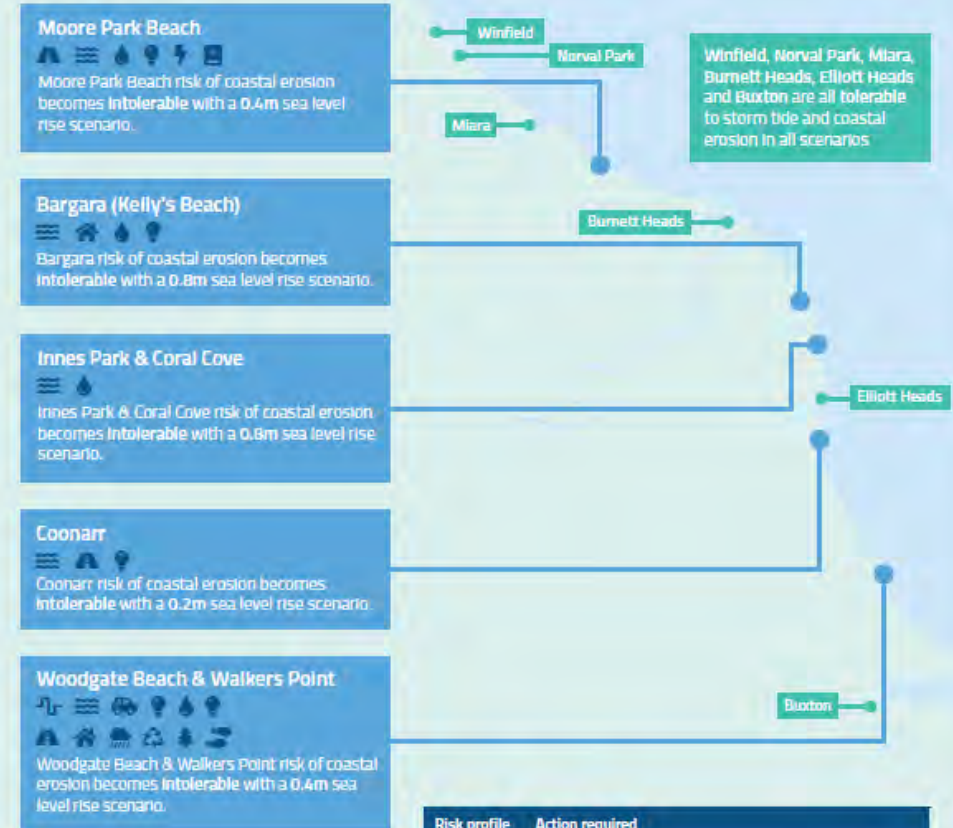 Moore Park Beach
Moore Park Beach risk of coastal erosion
becomes intolerable with a 0.4m sea level
rise scenario.
Winfield
Norval Park
Miara
Winfield, Norval Park, Miara,
Burnett Heads, Elliott Heads
and Buxton are all tolerable
to storm tide and coastal
erosion in all scenarios
Bargara (Kelly's Beach)
Bargara risk of coastal erosion becomes
intolerable with a 0.8m sea level rise scenario.
Burnett Heads
Innes Park & Coral Cove
Innes Park & Coral Cove risk of coastal erosion
becomes intolerable with a sea level rise
scenario.
Elliott Heads
Coonarr
Coonarr risk of coastal erosion becomes
intolerable with a 0.2m sea level rise scenario.
Woodgate Beach & Walkers Point
Woodgate Beach & Walkers Point risk of coastal
erosion becomes intolerable with a 0.4m sea
level rise scenario.
Buxton
Risk profile Action required